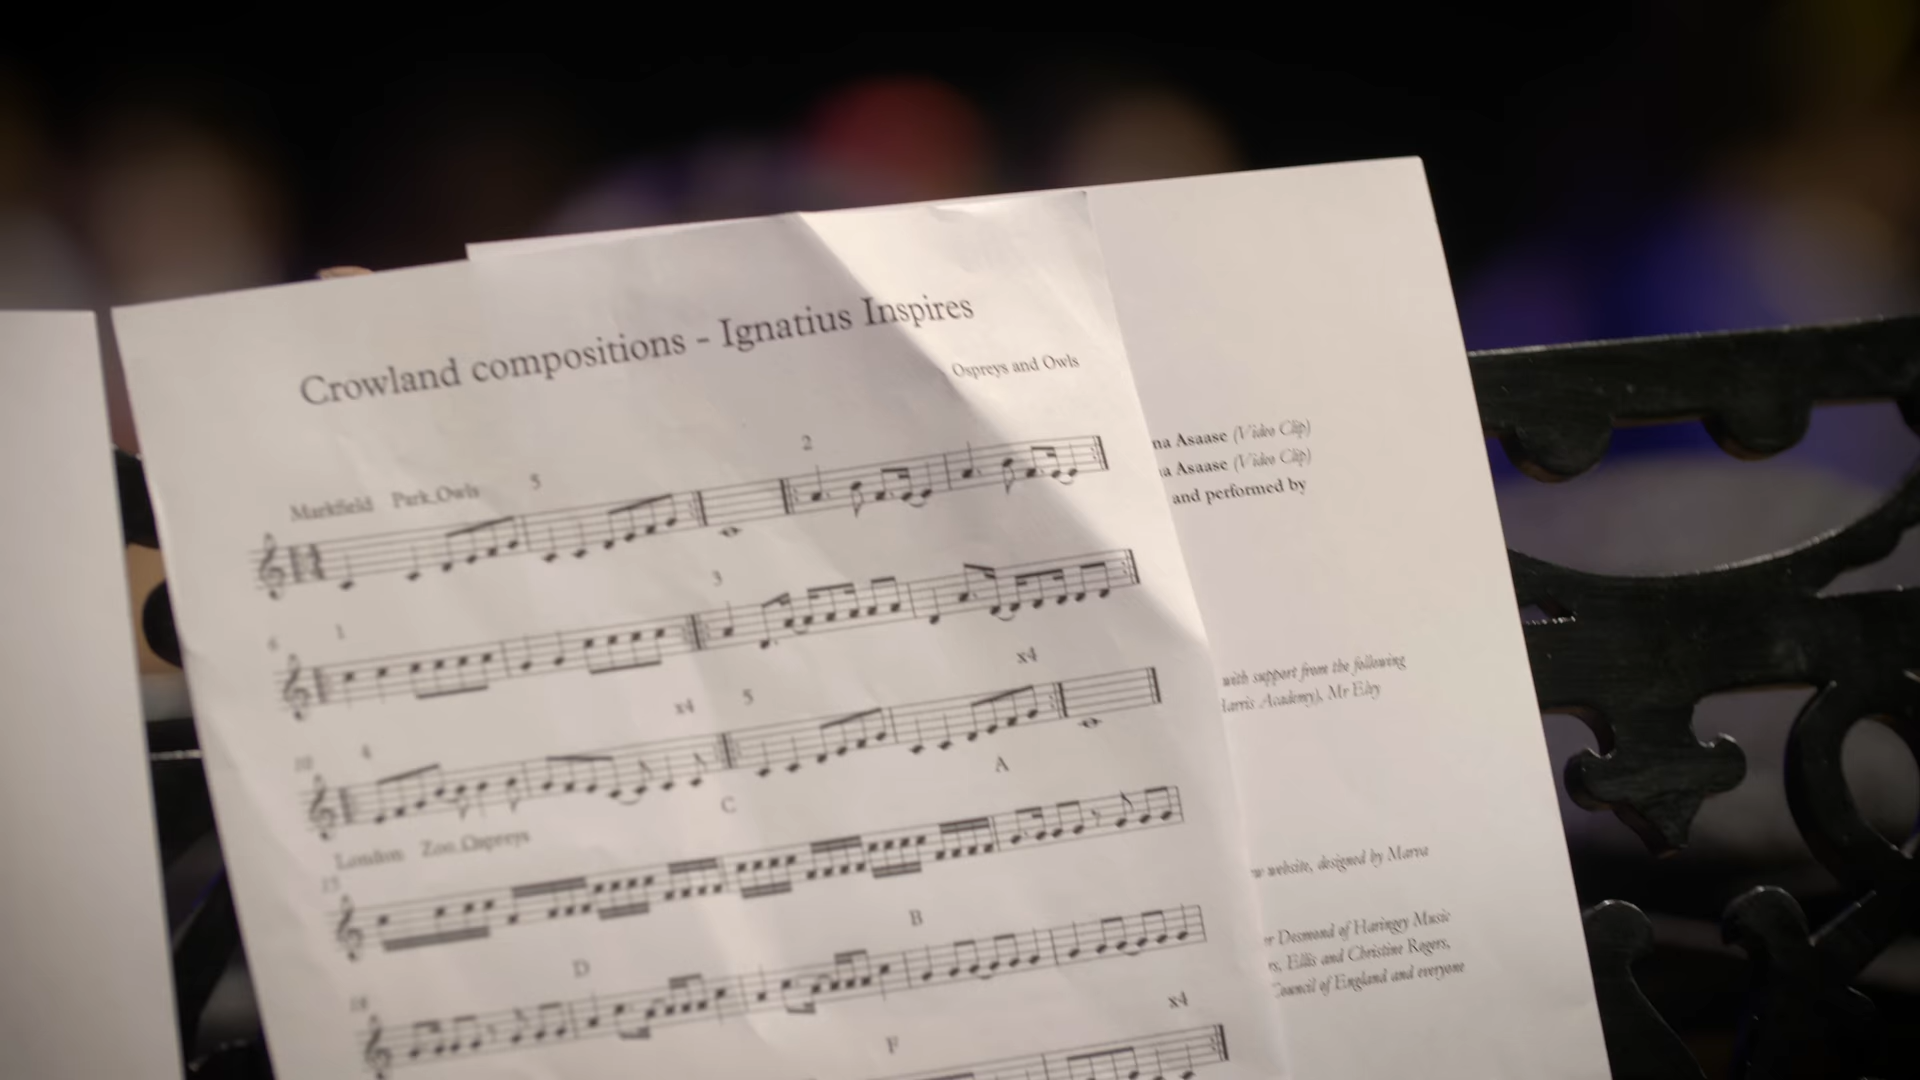 Crowland compositions - Ignatius Inspires
Ospreys and Owls
Markfield Park_Owls
5
2
6
1
3
x4
10
4
x4
5
London Zoo_Ospreys
C
A
15
D
B
18
F
x4
na Asaase (Video Clip)
a Asaase (Video Clip)
and performed by
with support from the following
Harris Academy), Mr Elvy
w website, designed by Marva
r Desmond of Haringey Music
rs, Ellis and Christine Rogers,
Council of England and everyone